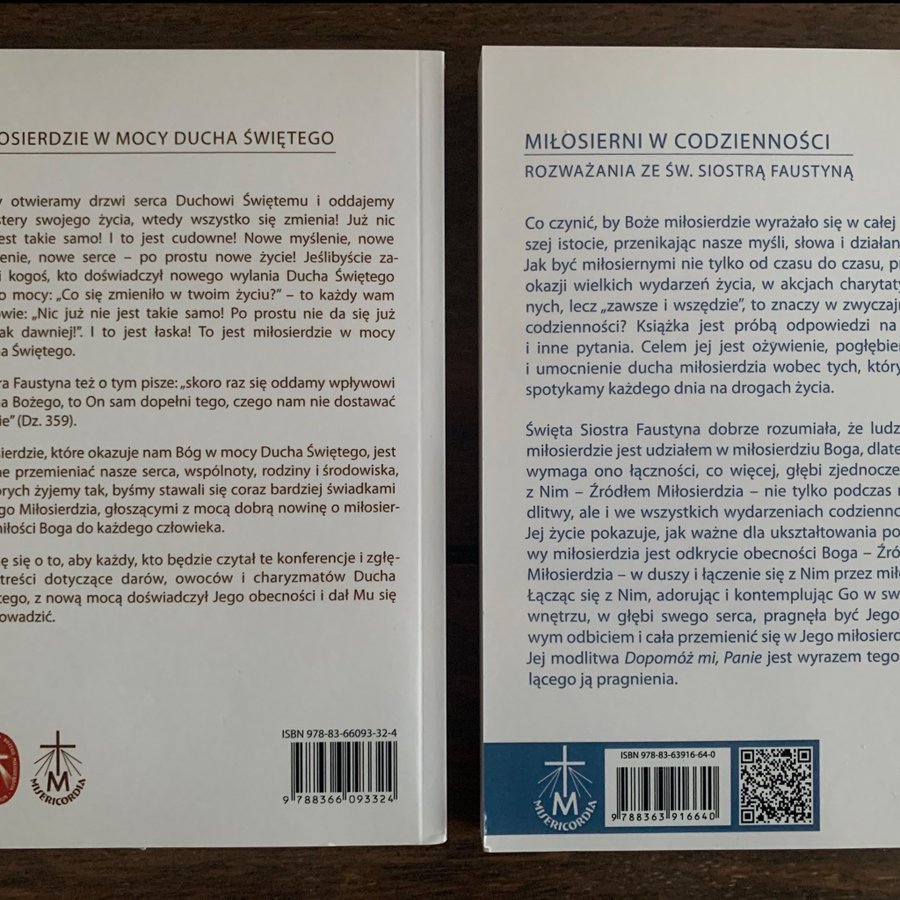 OSIERDZIE W MOCY DUCHA ŚWIĘTEGO
y otwieramy drzwi serca Duchowi Świętemu i oddajemy
stery swojego życia, wtedy wszystko się zmienia! Już nic
est takie samo! I to jest cudowne! Nowe myślenie, nowe
enie, nowe serce – po prostu nowe życie! Jeślibyście za-
i kogoś, kto doświadczył nowego wylania Ducha Świętego
o mocy: „Co się zmieniło w twoim życiu?” – to każdy wam
owie: „Nic już nie jest takie samo! Po prostu nie da się już
ak dawniej!”. I to jest łaska! To jest miłosierdzie w mocy
a Świętego.
ra Faustyna też o tym pisze: „skoro raz się oddamy wpływowi
a Bożego, to On sam dopełni tego, czego nam nie dostawać
ie” (Dz. 359).
sierdzie, które okazuje nam Bóg w mocy Ducha Świętego, jest
ne przemieniać nasze serca, wspólnoty, rodziny i środowiska,
órych żyjemy tak, byśmy stawali się coraz bardziej świadkami
go Miłosierdzia, głoszącymi z mocą dobrą nowinę o miłosier-
miłości Boga do każdego człowieka.
ę się o to, aby każdy, kto będzie czytał te konferencje i zgłę-
treści dotyczące darów, owoców i charyzmatów Ducha
tego, z nową mocą doświadczył Jego obecności i dał Mu się
owadzić.
M
MISERICORDIA
ISBN 978-83-66093-32-4
9 788366 093324
MIŁOSIERNI W CODZIENNOŚCI
ROZWAŻANIA ZE ŚW. SIOSTRĄ FAUSTYNĄ
Co czynić, by Boże miłosierdzie wyrażało się w całej
szej istocie, przenikając nasze myśli, słowa i działan
Jak być miłosiernymi nie tylko od czasu do czasu, p
okazji wielkich wydarzeń życia, w akcjach charytaty
nych, lecz „zawsze i wszędzie”, to znaczy w zwyczajn
codzienności? Książka jest próbą odpowiedzi na
i inne pytania. Celem jej jest ożywienie, pogłębien
i umocnienie ducha miłosierdzia wobec tych, któr
spotykamy każdego dnia na drogach życia.
Święta Siostra Faustyna dobrze rozumiała, że ludz
miłosierdzie jest udziałem w miłosierdziu Boga, dlate
wymaga ono łączności, co więcej, głębi zjednocze
z Nim – Źródłem Miłosierdzia – nie tylko podczas
dlitwy, ale i we wszystkich wydarzeniach codzienno
Jej życie pokazuje, jak ważne dla ukształtowania po
wy miłosierdzia jest odkrycie obecności Boga – Źró
Miłosierdzia – w duszy i łączenie się z Nim przez mił
Łącząc się z Nim, adorując i kontemplując Go w sw
wnętrzu, w głębi swego serca, pragnęła być Jego
wym odbiciem i cała przemienić się w Jego miłosierd
Jej modlitwa Dopomóż mi, Panie jest wyrazem tego
lącego ją pragnienia.
M
MISERICORDIA
ISBN 978-83-63916-64-0
9 788363 916640